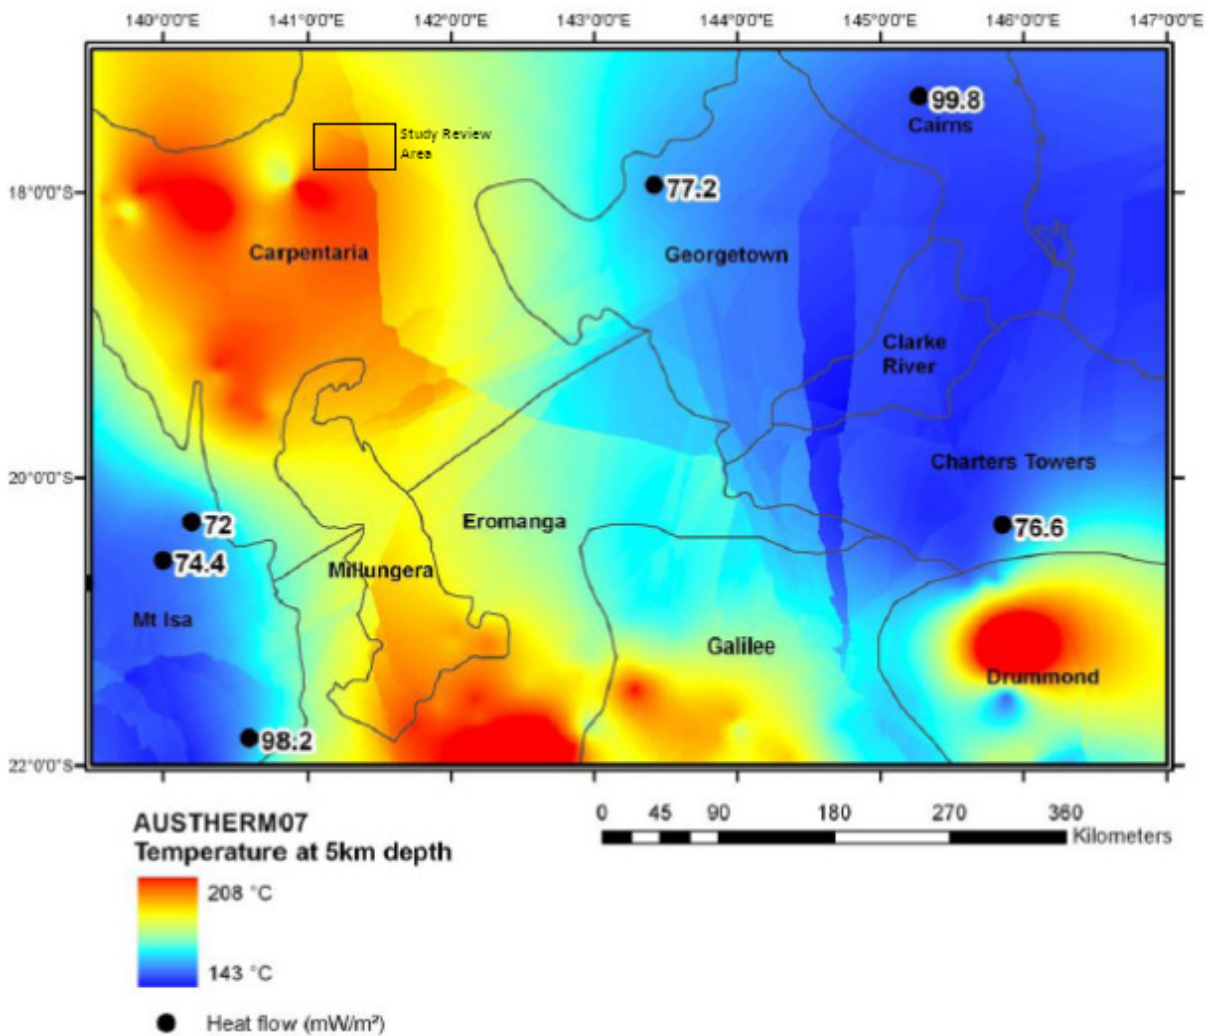 140°0'0"E 141°0'0"E 142°0'0"E 143°0'0"E 144°0'0"E 145°0'0"E 146°0'0"E 147°0'0"E
99.8
Cairns
Study Review
Area
18°0'0"S
77.2
Carpentaria
Georgetown
Clarke
River
Charters Towers
20°0'0"S
72
Eromanga
76.6
74.4
Millungera
Mt Isa
Galilee
Drummond
98.2
22°0'0"S
AUSTHERM07
Temperature at 5km depth
208 °C
143 °C
Heat flow (mW/m²)
0 45 90 180 270 360
Kilometers